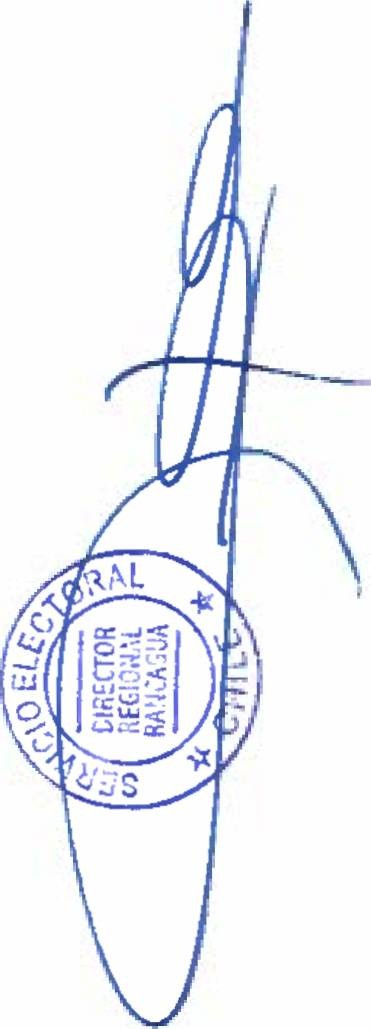 SERVICIO ELECTORAL
DIRECTOR
REGIONAL
RANCAGUA
★ CHILE ★